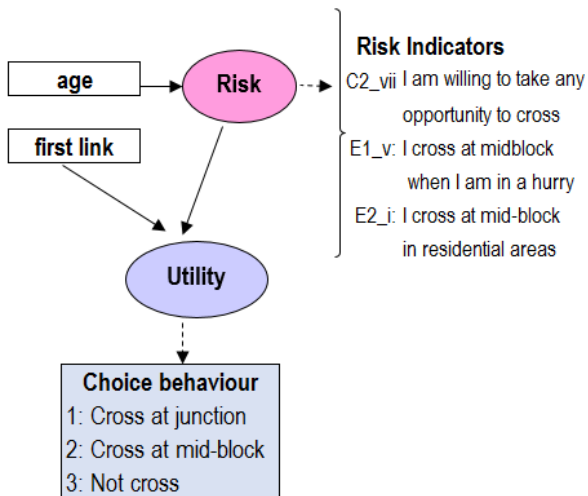 age
first link
Risk
Utility
Risk Indicators
C2_vii I am willing to take any
opportunity to cross
E1_v: I cross at midblock
when I am in a hurry
E2_i: I cross at mid-block
in residential areas
Choice behaviour
1: Cross at junction
2: Cross at mid-block
3: Not cross